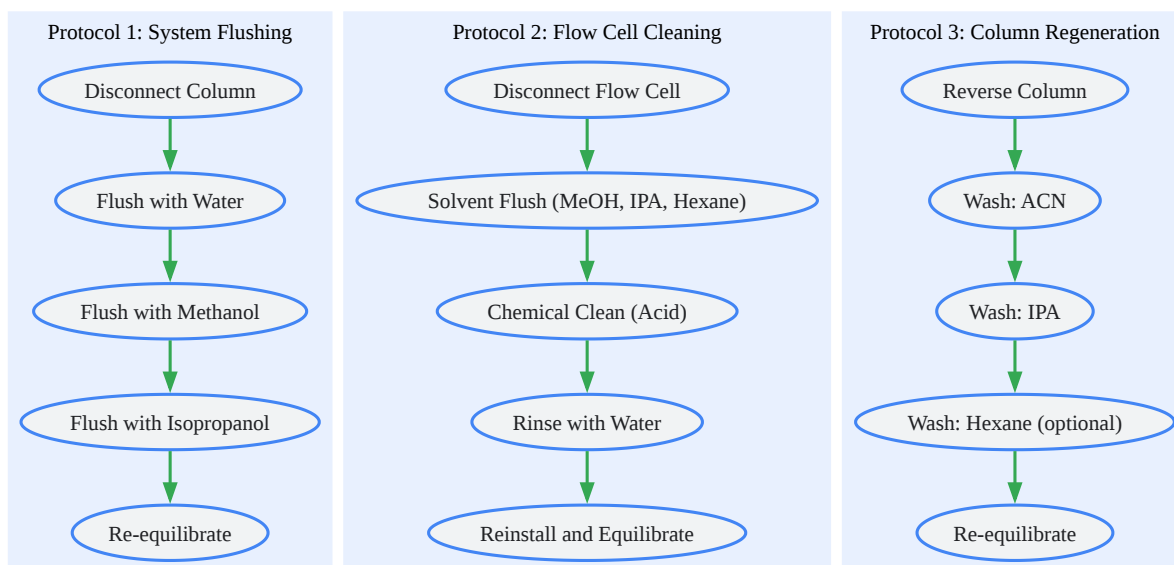 Protocol 1: System Flushing
Disconnect Column
Flush with Water
Flush with Methanol
Flush with Isopropanol
Re-equilibrate
Protocol 2: Flow Cell Cleaning
Disconnect Flow Cell
Solvent Flush (MeOH, IPA, Hexane)
Chemical Clean (Acid)
Rinse with Water
Reinstall and Equilibrate
Protocol 3: Column Regeneration
Reverse Column
Wash: ACN
Wash: IPA
Wash: Hexane (optional)
Re-equilibrate